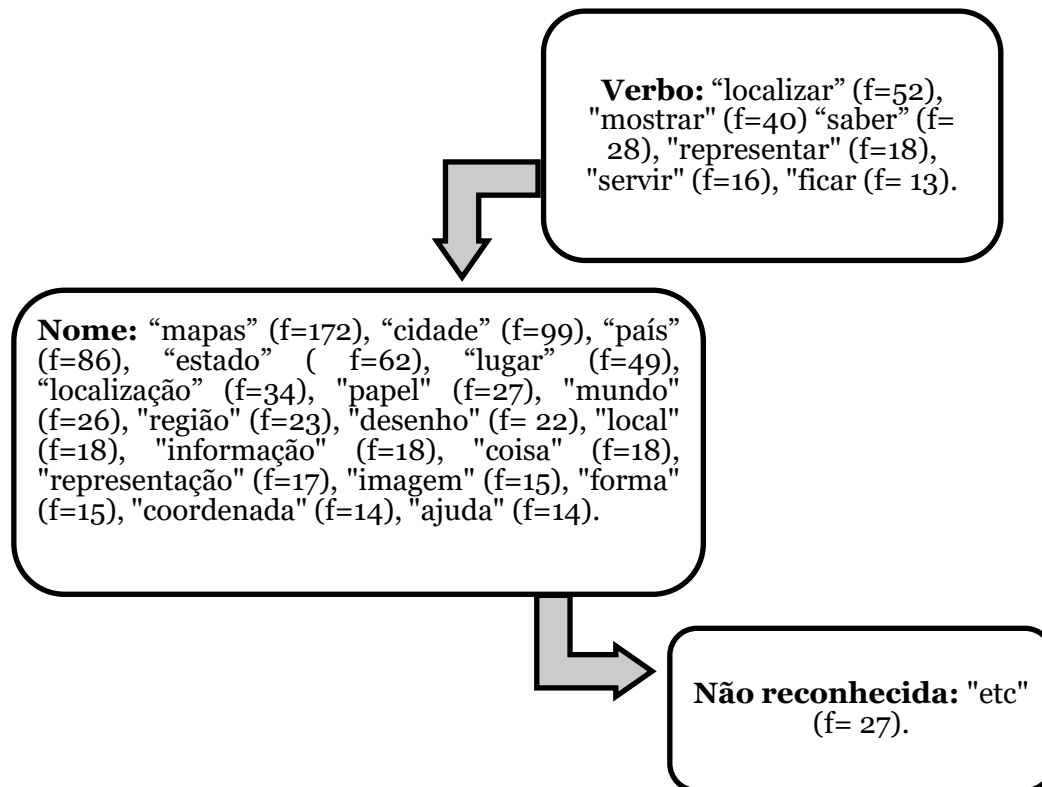 Verbo: “localizar” (f=52),
"mostrar" (f=40) “saber” (f=
28), "representar" (f=18),
"servir" (f=16), "ficar (f= 13).
Nome: “mapas” (f=172), “cidade” (f=99), “país”
(f=86), “estado” ( f=62), “lugar” (f=49),
“localização” (f=34), "papel" (f=27), "mundo"
(f=26), "região" (f=23), "desenho" (f= 22), "local"
(f=18), "informação" (f=18), "coisa" (f=18),
"representação" (f=17), "imagem" (f=15), "forma"
(f=15), "coordenada" (f=14), "ajuda" (f=14).
Não reconhecida: "etc"
(f= 27).